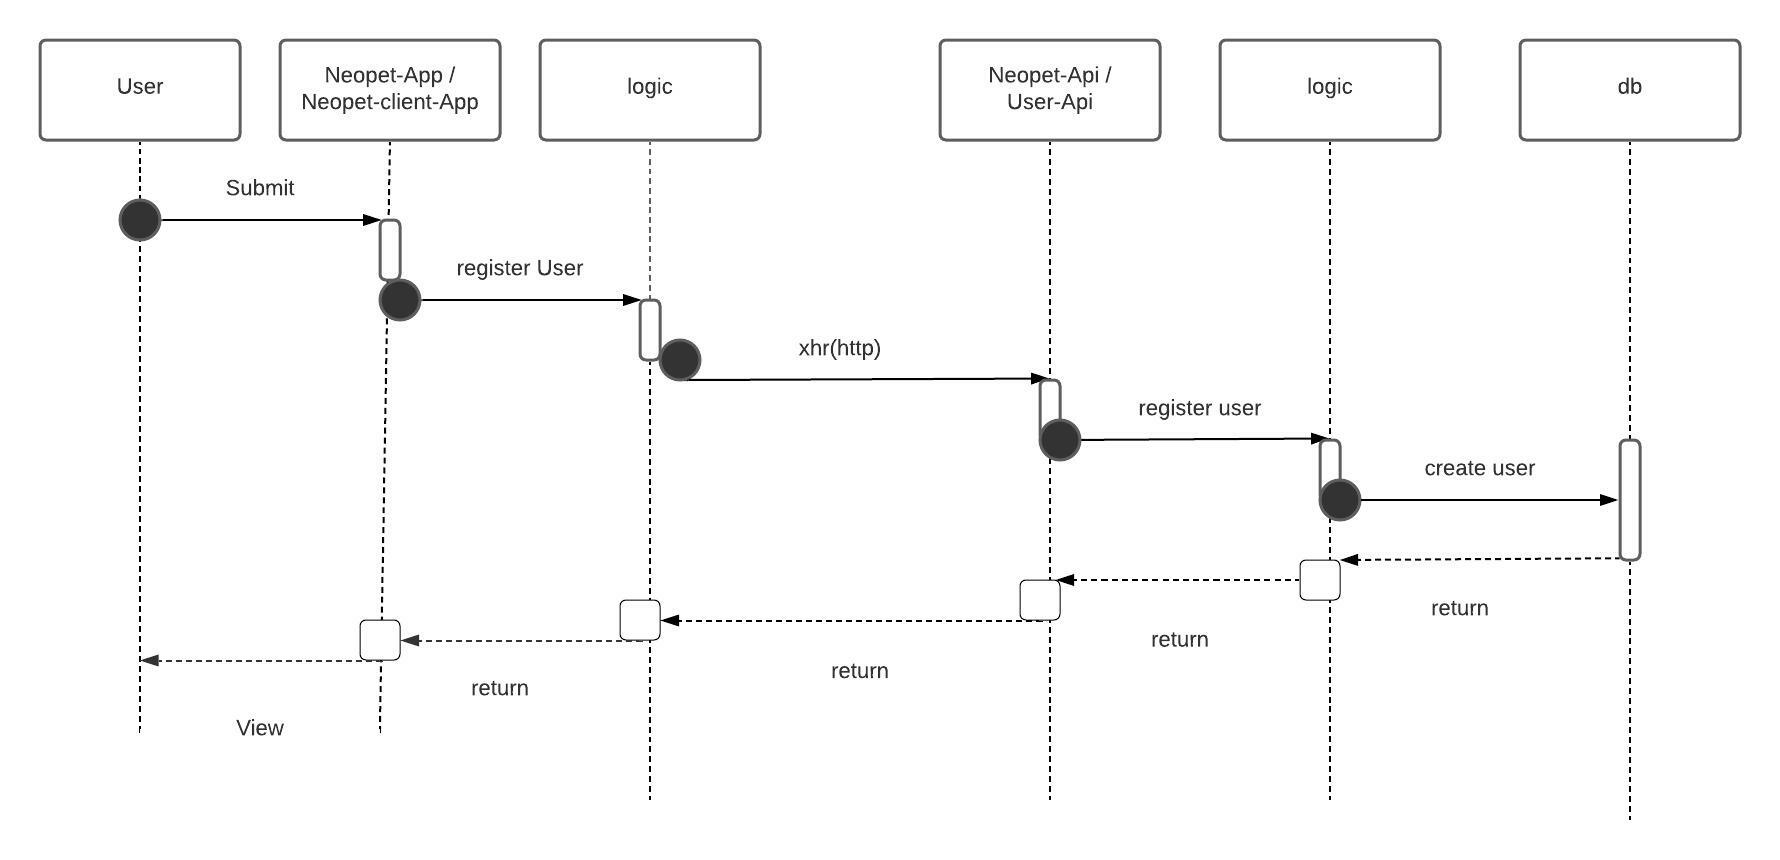 User
Neopet-App /
Neopet-client-App
logic
Neopet-Api /
User-Api
logic
db
Submit
register User
xhr(http)
register user
create user
return
return
return
return
View